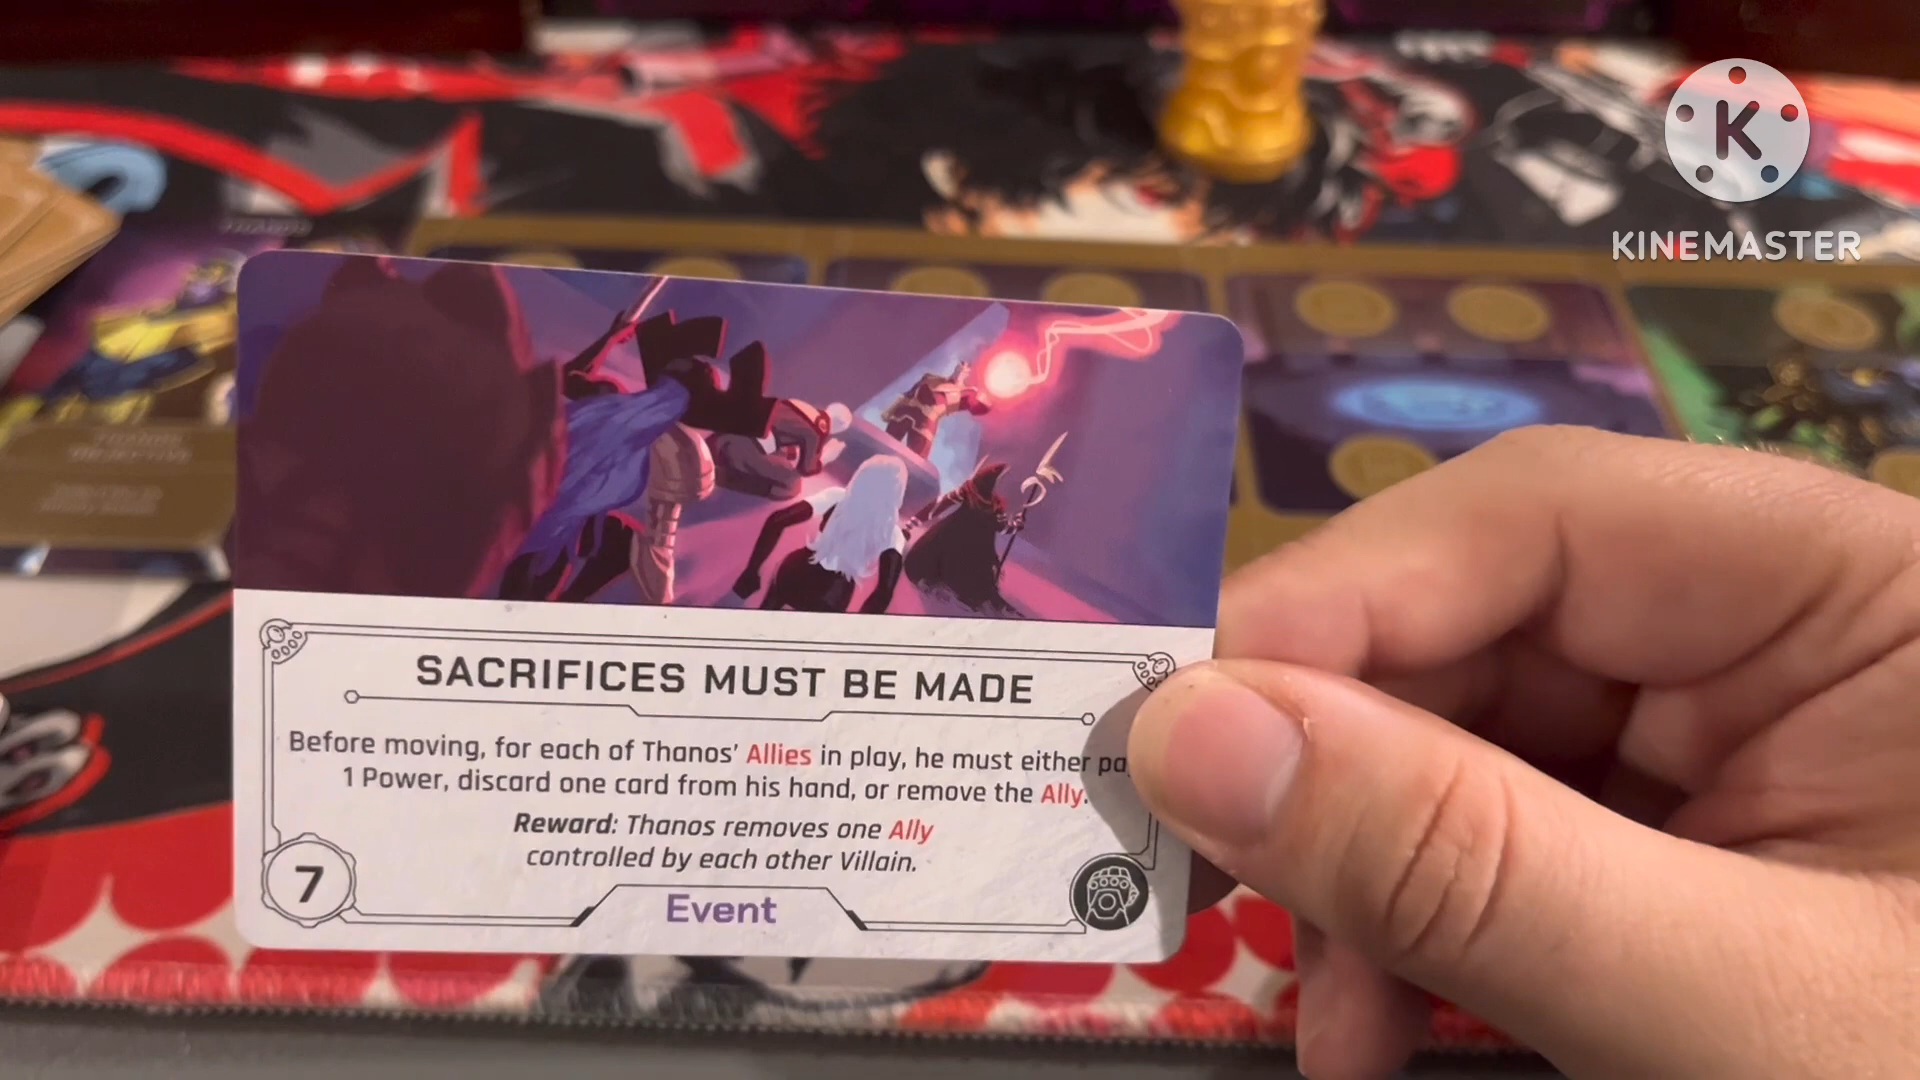 K
KINEMASTER
THANOS
OBJECTIVE
SACRIFICES MUST BE MADE
Before moving, for each of Thanos' Allies in play, he must either pa
1 Power, discard one card from his hand, or remove the Ally.
Reward: Thanos removes one Ally
controlled by each other Villain.
7
Event